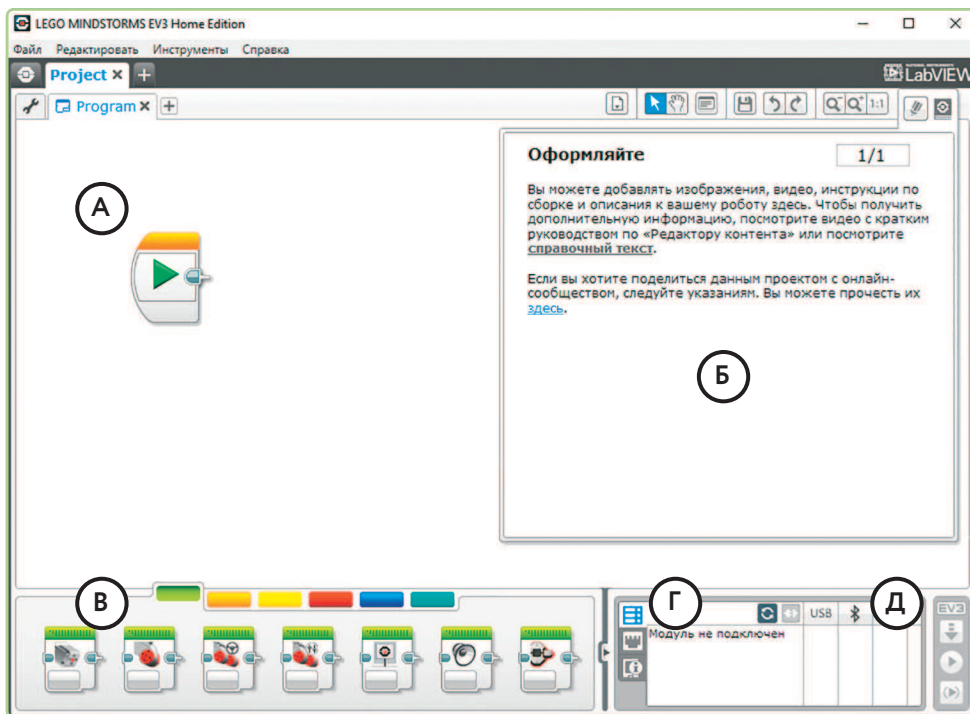 LEGO MINDSTORMS EV3 Home Edition
Файл Редактировать Инструменты Справка
Project
LabVIEW
Program
1:1
Оформляйте 1/1
Вы можете добавлять изображения, видео, инструкции по
сборке и описания к вашему роботу здесь. Чтобы получить
дополнительную информацию, посмотрите видео с кратким
руководством по «Редактору контента» или посмотрите
справочный текст.
Если вы хотите поделиться данным проектом с онлайн-
сообществом, следуйте указаниям. Вы можете прочесть их
здесь.
А
Б
В
Г
Д
USB
EV3
Модуль не подключен